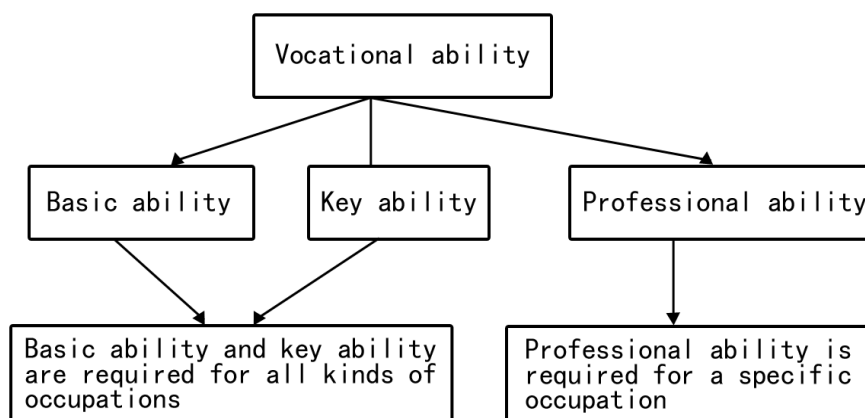 Vocational ability
Basic ability
Key ability
Professional ability
Basic ability and key ability
are required for all kinds of
occupations
Professional ability is
required for a specific
occupation